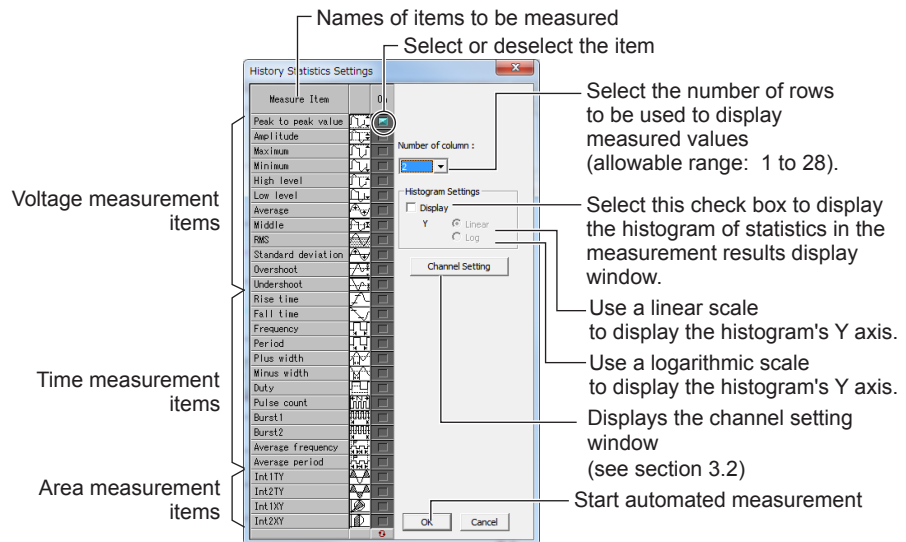 Names of items to be measured
Select or deselect the item
History Statistics Settings
Measure Item
On
Peak to peak value
Amplitude
Maximum
Minimum
High level
Low level
Average
Middle
RMS
Standard deviation
Overshoot
Undershoot
Rise time
Fall time
Frequency
Period
Plus width
Minus width
Duty
Pulse count
Burst1
Burst2
Average frequency
Average period
Int1TY
Int2TY
Int1XY
Int2XY
Voltage measurement
items
Time measurement
items
Area measurement
items
Number of column :
2
Histogram Settings
Display
Y
Linear
Log
Channel Setting
OK
Cancel
Select the number of rows
to be used to display
measured values
(allowable range: 1 to 28).
Select this check box to display
the histogram of statistics in the
measurement results display
window.
Use a linear scale
to display the histogram's Y axis.
Use a logarithmic scale
to display the histogram's Y axis.
Displays the channel setting
window
(see section 3.2)
Start automated measurement